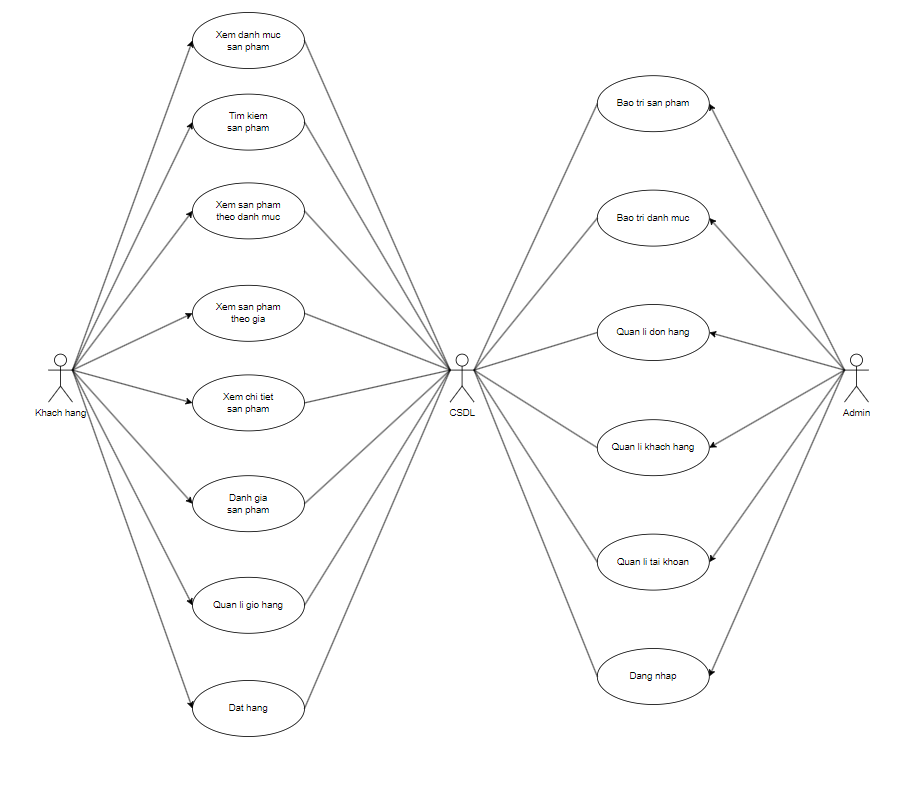 Xem danh muc
san pham
Tim kiem
san pham
Xem san pham
theo danh muc
Xem san pham
theo gia
Khach hang
Xem chi tiet
san pham
Danh gia
san pham
Quan li gio hang
Dat hang
CSDL
Bao tri san pham
Bao tri danh muc
Quan li don hang
Quan li khach hang
Quan li tai khoan
Dang nhap
Admin